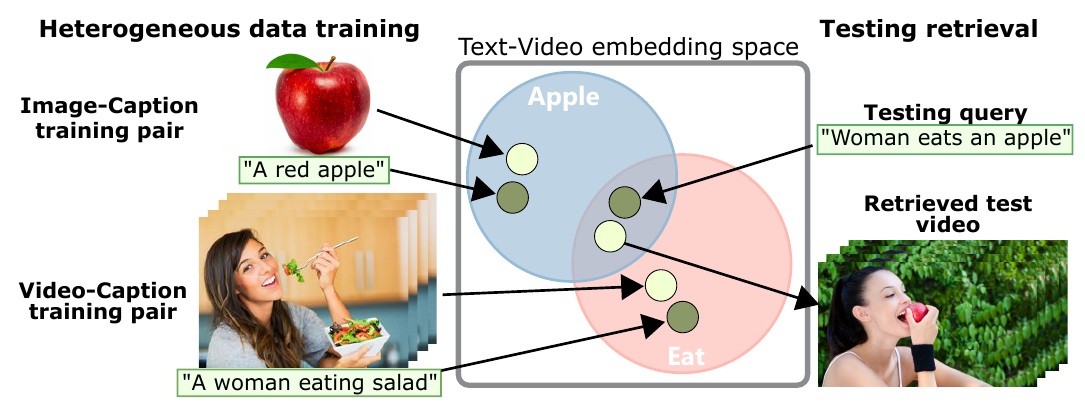 Heterogeneous data training
Text-Video embedding space
Testing retrieval
Image-Caption
training pair
"A red apple"
Video-Caption
training pair
"A woman eating salad"
Apple
Eat
Testing query
"Woman eats an apple"
Retrieved test
video